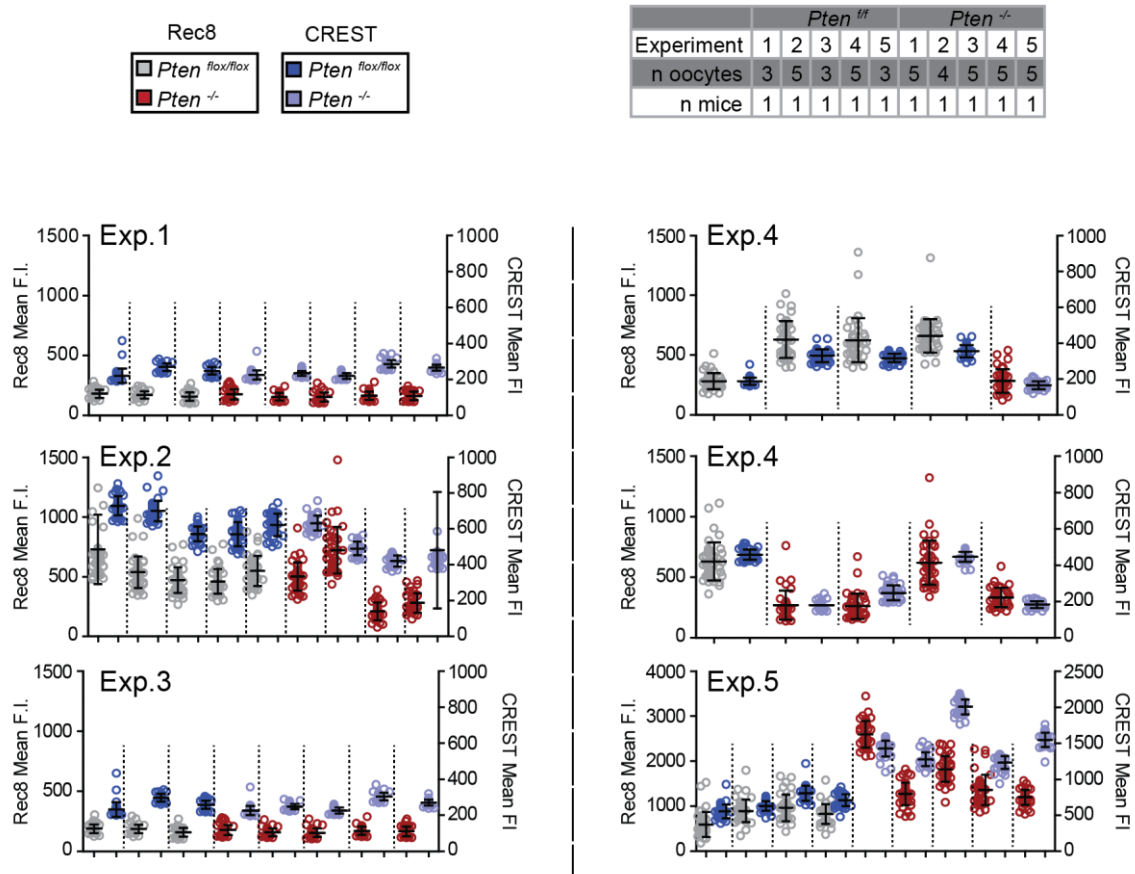 Rec8 CREST
Pten flox/flox Pten flox/flox
Pten -/- Pten -/-
Pten f/f Pten -/-
Experiment 1 2 3 4 5 1 2 3 4 5
n oocytes 3 5 3 5 3 5 4 5 5 5
n mice 1 1 1 1 1 1 1 1 1 1
Exp.1
1500
1000
500
0
Rec8 Mean F.I.
1000
800
600
400
200
0
CREST Mean FI
Exp.2
1500
1000
500
0
Rec8 Mean F.I.
1000
800
600
400
200
0
CREST Mean FI
Exp.3
1500
1000
500
0
Rec8 Mean F.I.
1000
800
600
400
200
0
CREST Mean FI
Exp.4
1500
1000
500
0
Rec8 Mean F.I.
1000
800
600
400
200
0
CREST Mean FI
Exp.4
1500
1000
500
0
Rec8 Mean F.I.
1000
800
600
400
200
0
CREST Mean FI
Exp.5
4000
3000
2000
1000
0
Rec8 Mean F.I.
2500
2000
1500
1000
500
0
CREST Mean FI